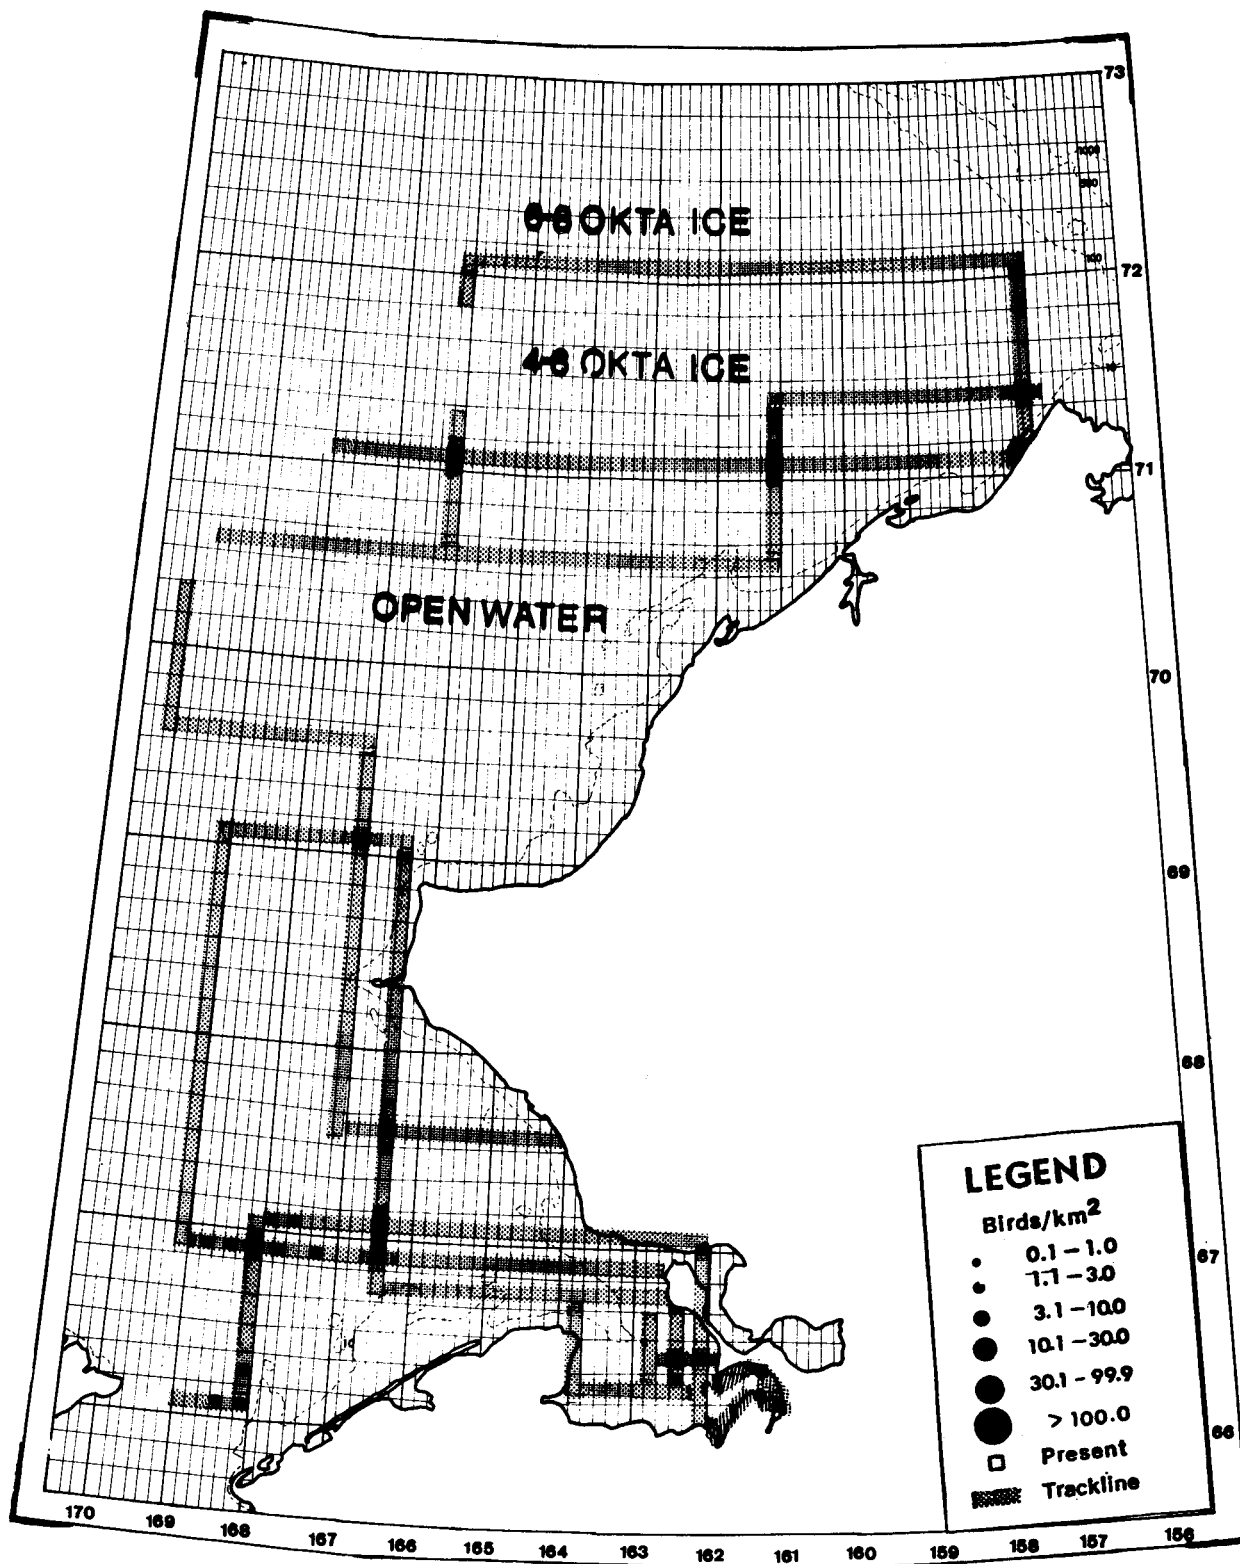 73
1000
500
6-8 OKTA ICE
100
72
4-6 OKTA ICE
71
OPEN WATER
70
69
68
LEGEND
Birds/km²
0.1 – 1.0
1.1 – 3.0
3.1 – 10.0
10.1 – 30.0
30.1 – 99.9
> 100.0
Present
Trackline
67
66
170 169 168 167 166 165 164 163 162 161 160 159 158 157 156